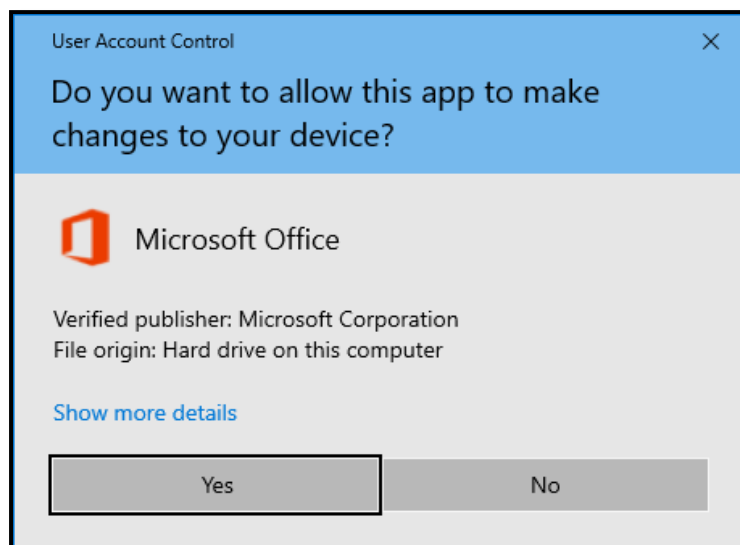 User Account Control
Do you want to allow this app to make
changes to your device?
Microsoft Office
Verified publisher: Microsoft Corporation
File origin: Hard drive on this computer
Show more details
Yes
No